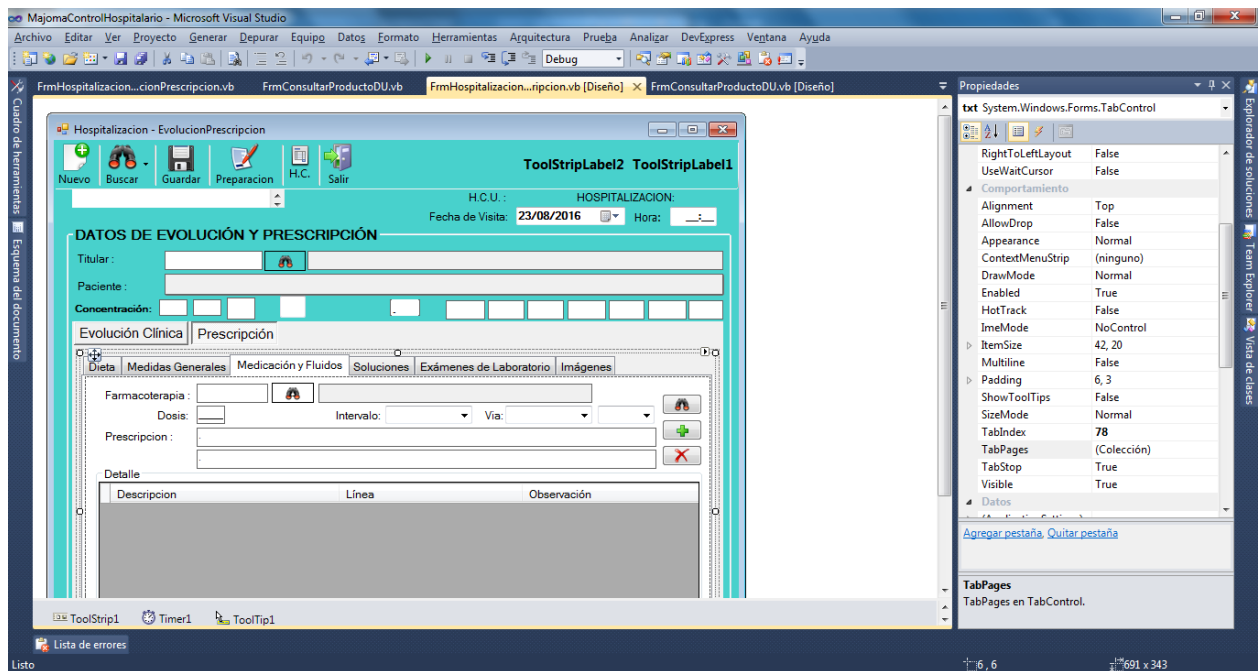 MajomaControlHospitalario - Microsoft Visual Studio
Archivo Editar Ver Proyecto Generar Depurar Equipo Datos Formato Herramientas Arquitectura Prueba Analizar DevExpress Ventana Ayuda
Debug
FrmHospitalizacion...cionPrescripcion.vb FrmConsultarProductoDU.vb FrmHospitalizacion...ripcion.vb [Diseño] FrmConsultarProductoDU.vb [Diseño]
Cuadro de herramientas
Esquema del documento
Hospitalizacion - EvolucionPrescripcion
Nuevo Buscar Guardar Preparacion H.C. Salir ToolStripLabel2 ToolStripLabel1
H.C.U. : HOSPITALIZACION:
Fecha de Visita: 23/08/2016 Hora: __:__
DATOS DE EVOLUCIÓN Y PRESCRIPCIÓN
Titular :
Paciente :
Concentración: .
Evolución Clínica Prescripción
Dieta Medidas Generales Medicación y Fluidos Soluciones Exámenes de Laboratorio Imágenes
Farmacoterapia :
Dosis: ____ Intervalo: Via:
Prescripcion : .
.
Detalle
Descripcion Línea Observación
ToolStrip1 Timer1 ToolTip1
Propiedades
txt System.Windows.Forms.TabControl
RightToLeftLayout False
UseWaitCursor False
Comportamiento
Alignment Top
AllowDrop False
Appearance Normal
ContextMenuStrip (ninguno)
DrawMode Normal
Enabled True
HotTrack False
ImeMode NoControl
ItemSize 42, 20
Multiline False
Padding 6, 3
ShowToolTips False
SizeMode Normal
TabIndex 78
TabPages (Colección)
TabStop True
Visible True
Datos
Agregar pestaña, Quitar pestaña
TabPages
TabPages en TabControl.
Explorador de soluciones
Team Explorer
Vista de clases
Lista de errores
Listo 6 , 6 691 x 343